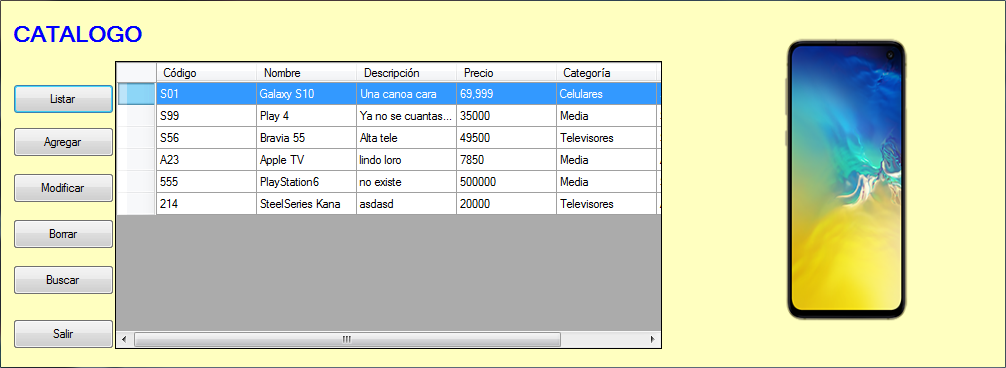 CATALOGO
Código Nombre Descripción Precio Categoría
Listar
S01 Galaxy S10 Una canoa cara 69,999 Celulares
S99 Play 4 Ya no se cuantas... 35000 Media
Agregar
S56 Bravia 55 Alta tele 49500 Televisores
A23 Apple TV lindo loro 7850 Media
Modificar
555 PlayStation6 no existe 500000 Media
214 SteelSeries Kana asdasd 20000 Televisores
Borrar
Buscar
Salir